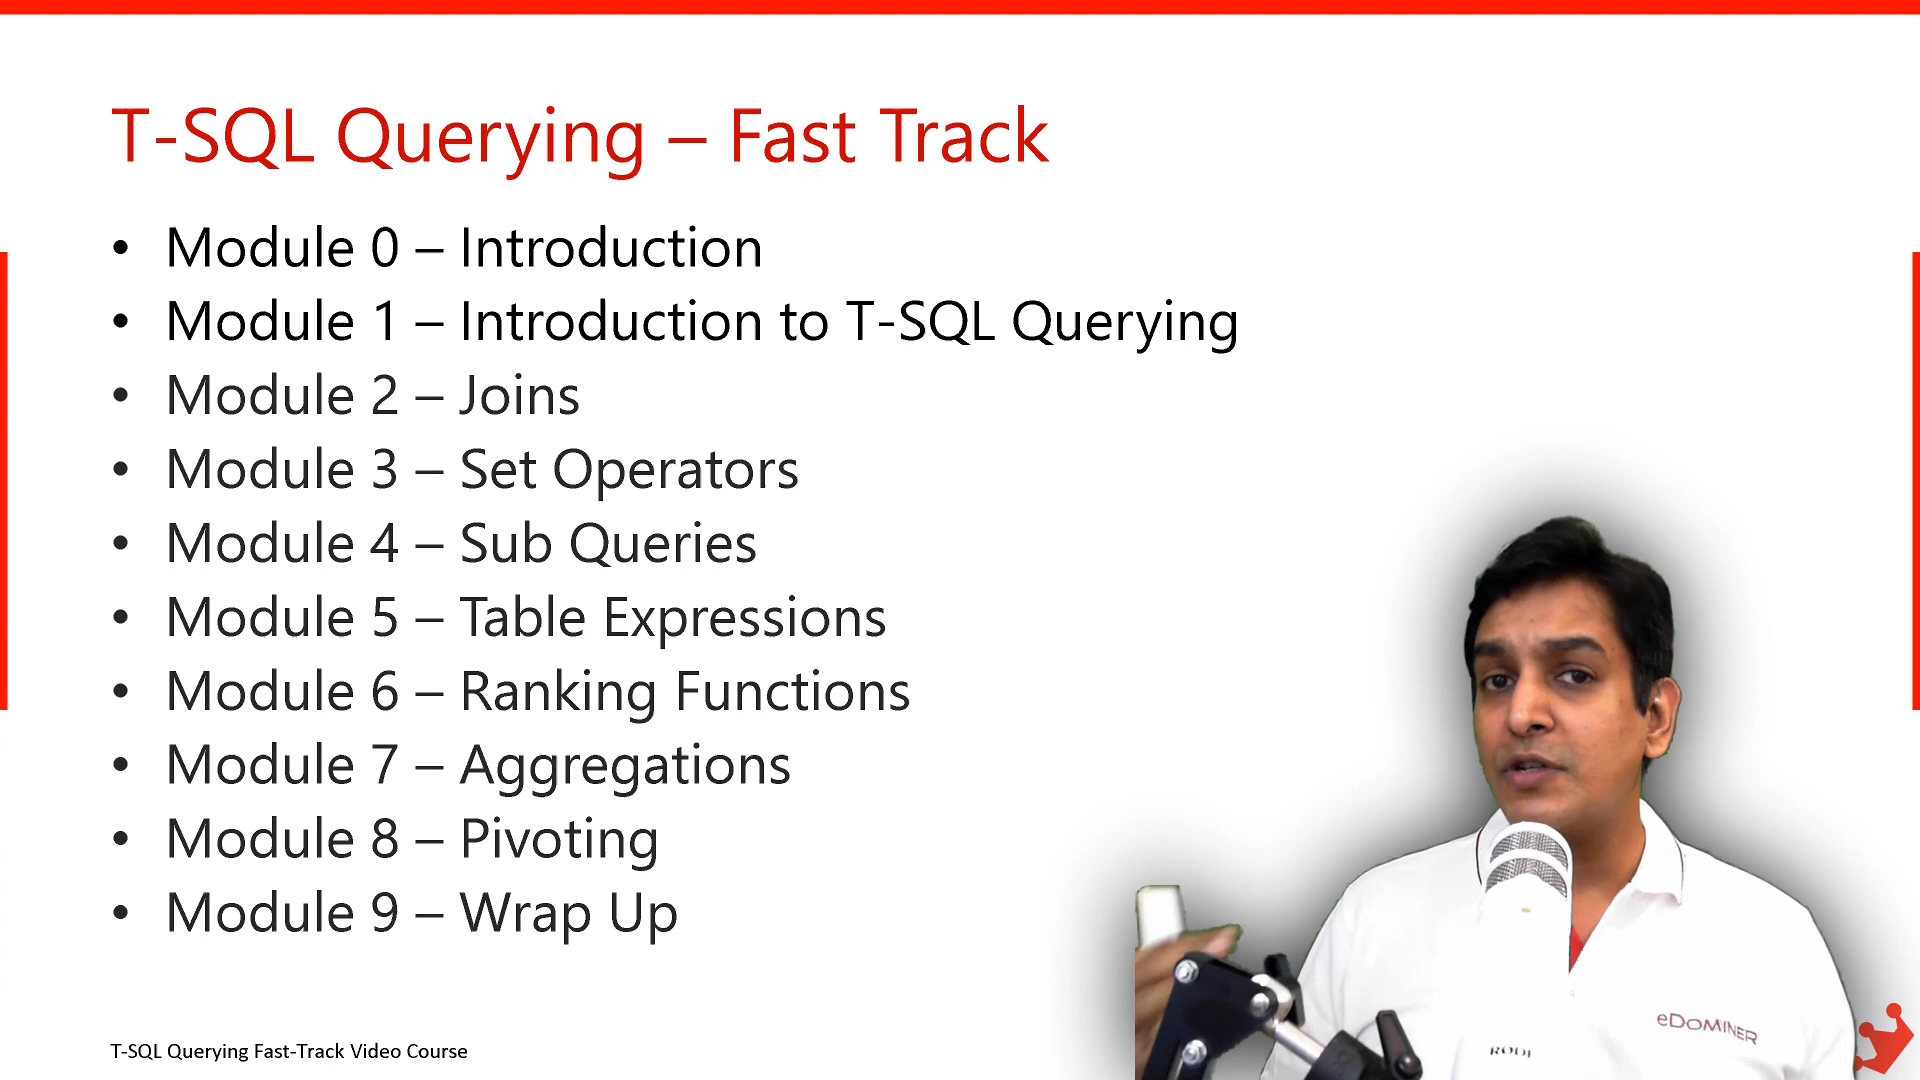 T-SQL Querying – Fast Track
• Module 0 – Introduction
• Module 1 – Introduction to T-SQL Querying
• Module 2 – Joins
• Module 3 – Set Operators
• Module 4 – Sub Queries
• Module 5 – Table Expressions
• Module 6 – Ranking Functions
• Module 7 – Aggregations
• Module 8 – Pivoting
• Module 9 – Wrap Up
eDoMINER
T-SQL Querying Fast-Track Video Course